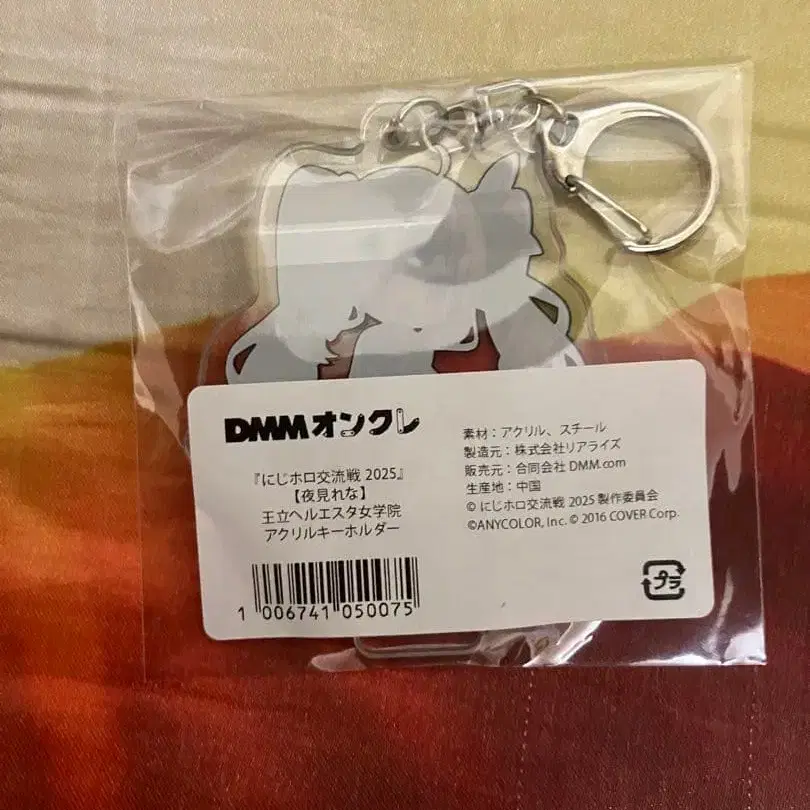 DMMオンクレ
『にじホロ交流戦 2025』
【夜見れな】
王立ヘルエスタ女学院
アクリルキーホルダー
1 006741 050075
素材：アクリル、スチール
製造元：株式会社リアライズ
販売元：合同会社 DMM.com
生産地：中国
© にじホロ交流戦 2025 製作委員会
©ANYCOLOR, Inc. © 2016 COVER Corp.
プラ